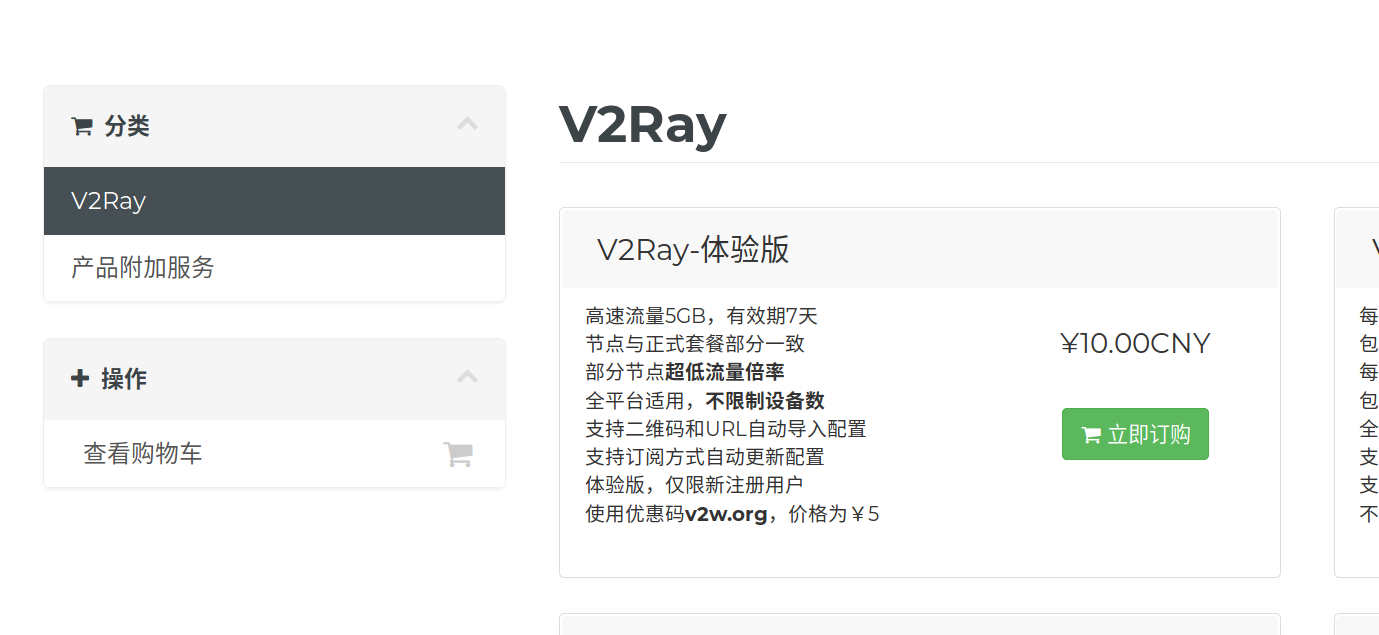 分类
V2Ray
产品附加服务
操作
查看购物车
V2Ray
V2Ray-体验版
高速流量5GB，有效期7天
节点与正式套餐部分一致
部分节点超低流量倍率
全平台适用，不限制设备数
支持二维码和URL自动导入配置
支持订阅方式自动更新配置
体验版，仅限新注册用户
使用优惠码v2w.org，价格为￥5
¥10.00CNY
立即订购
每
包
每
包
全
支
支
不